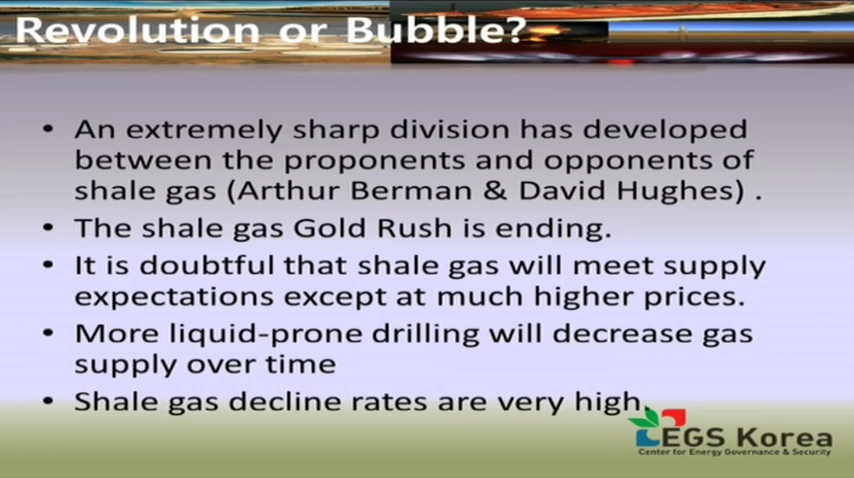 Revolution or Bubble?
• An extremely sharp division has developed
between the proponents and opponents of
shale gas (Arthur Berman & David Hughes) .
• The shale gas Gold Rush is ending.
• It is doubtful that shale gas will meet supply
expectations except at much higher prices.
• More liquid-prone drilling will decrease gas
supply over time
• Shale gas decline rates are very high.
EGS Korea
Center for Energy Governance & Security